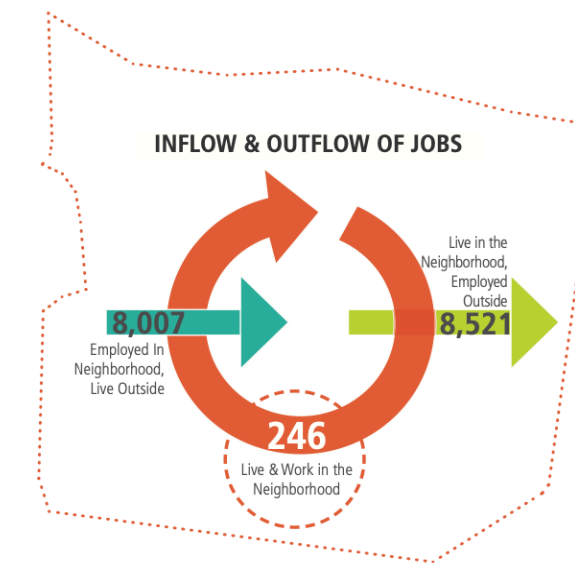 INFLOW & OUTFLOW OF JOBS
Live in the
Neighborhood,
Employed
Outside
8,521
8,007
Employed In
Neighborhood,
Live Outside
246
Live & Work in the
Neighborhood